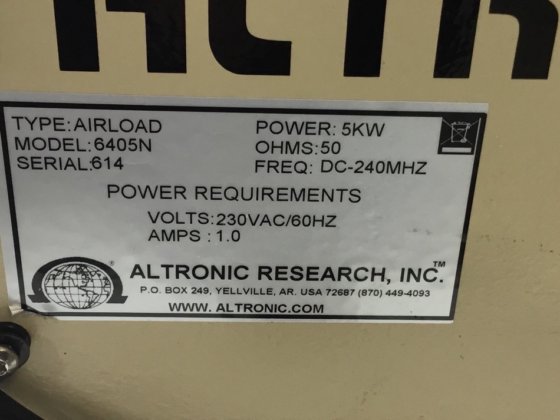 ALTR
TYPE:AIRLOAD POWER: 5KW
MODEL:6405N OHMS:50
SERIAL:614 FREQ: DC-240MHZ
POWER REQUIREMENTS
VOLTS:230VAC/60HZ
AMPS : 1.0
ALTRONIC RESEARCH, INC.™
P.O. BOX 249, YELLVILLE, AR. USA 72687 (870) 449-4093
WWW. ALTRONIC.COM